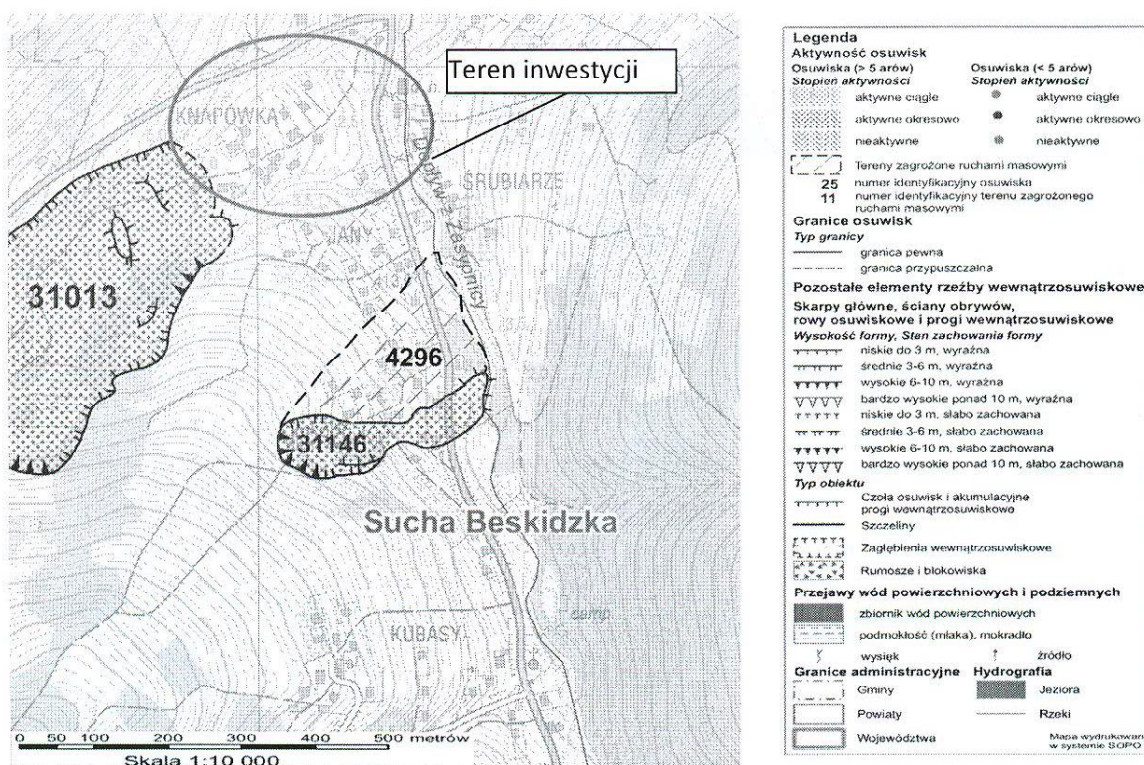 Teren inwestycji
KNAPÓWKA
ŚRUBIARZE
JANY
Dopływ z Zasypnicy
31013
4296
31146
Sucha Beskidzka
KUBASY
camp
0 50 100 200 300 400 500 metrów
Skala 1:10 000
Legenda
Aktywność osuwisk
Osuwiska (> 5 arów) Osuwiska (< 5 arów)
Stopień aktywności Stopień aktywności
aktywne ciągle aktywne ciągle
aktywne okresowo aktywne okresowo
nieaktywne nieaktywne
Tereny zagrożone ruchami masowymi
25 numer identyfikacyjny osuwiska
11 numer identyfikacyjny terenu zagrożonego
ruchami masowymi
Granice osuwisk
Typ granicy
granica pewna
granica przypuszczalna
Pozostałe elementy rzeźby wewnątrzosuwiskowej
Skarpy główne, ściany obrywów,
rowy osuwiskowe i progi wewnątrzosuwiskowe
Wysokość formy, Sten zachowania formy
niskie do 3 m, wyraźna
średnie 3-6 m, wyraźna
wysokie 6-10 m, wyraźna
bardzo wysokie ponad 10 m, wyraźna
niskie do 3 m, słabo zachowana
średnie 3-6 m, słabo zachowana
wysokie 6-10 m, słabo zachowana
bardzo wysokie ponad 10 m, słabo zachowana
Typ obiektu
Czoła osuwisk i akumulacyjne
progi wewnątrzosuwiskowe
Szczeliny
Zagłębienia wewnątrzosuwiskowe
Rumosze i blokowiska
Przejawy wód powierzchniowych i podziemnych
zbiornik wód powierzchniowych
podmokłość (młaka), mokradło
wysięk źródło
Granice administracyjne Hydrografia
Gminy Jeziora
Powiaty Rzeki
Województwa
Mapa wydrukowan
w systemie SOPO